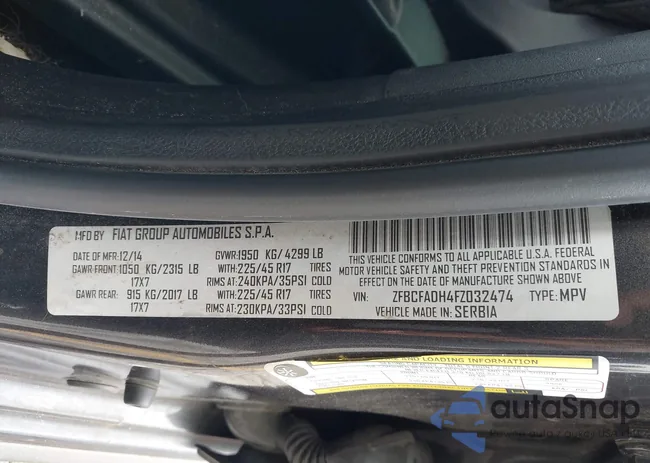 MFD BY FIAT GROUP AUTOMOBILES S.P.A.
DATE OF MFR: 12/14 GVWR: 1950 KG/ 4299 LB
GAWR FRONT: 1050 KG/2315 LB WITH: 225/45 R17 TIRES
17X7 RIMS AT: 240KPA/35PSI COLD
GAWR REAR: 915 KG/2017 LB WITH: 225/45 R17 TIRES
17X7 RIMS AT: 230KPA/33PSI COLD
THIS VEHICLE CONFORMS TO ALL APPLICABLE U.S.A. FEDERAL
MOTOR VEHICLE SAFETY AND THEFT PREVENTION STANDARDS IN
EFFECT ON THE DATE OF MANUFACTURE SHOWN ABOVE
VIN: ZFBCFADH4FZ032474 TYPE: MPV
VEHICLE MADE IN: SERBIA
AND LOADING INFORMATION
autaSnap